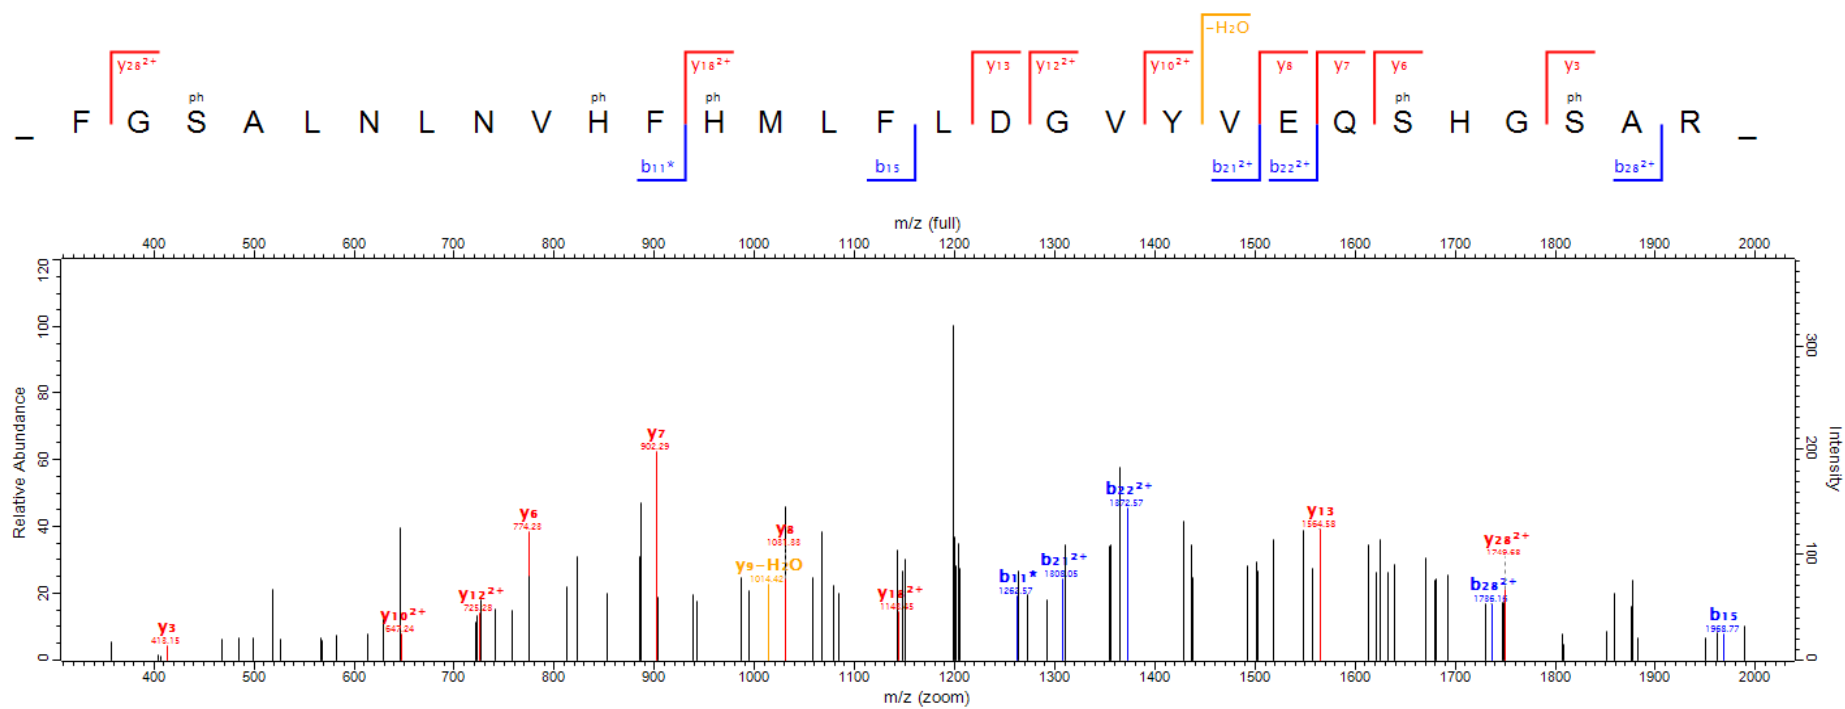 -H₂O
y₂₈²⁺ y₁₈²⁺ y₁₃ y₁₂²⁺ y₁₀²⁺ y₈ y₇ y₆ y₃
ph ph ph ph ph
_ F G S A L N L N V H F H M L F L D G V Y V E Q S H G S A R _
b₁₁* b₁₅ b₂₁²⁺ b₂₂²⁺ b₂₈²⁺
m/z (full)
400 500 600 700 800 900 1000 1100 1200 1300 1400 1500 1600 1700 1800 1900 2000
120
100
80
60
40
20
0
Relative Abundance
300
200
100
0
Intensity
y₃
413.15
y₁₀²⁺
647.24
y₁₂²⁺
725.28
y₆
774.23
y₇
902.29
y₉-H₂O
1014.42
y₈
1031.33
y₁₈²⁺
b₁₁*
1262.57
b₂₁²⁺
1308.05
b₂₂²⁺
1372.57
y₁₃
1564.58
b₂₈²⁺
y₂₈²⁺
1749.68
b₁₅
1968.77
400 500 600 700 800 900 1000 1100 1200 1300 1400 1500 1600 1700 1800 1900 2000
m/z (zoom)